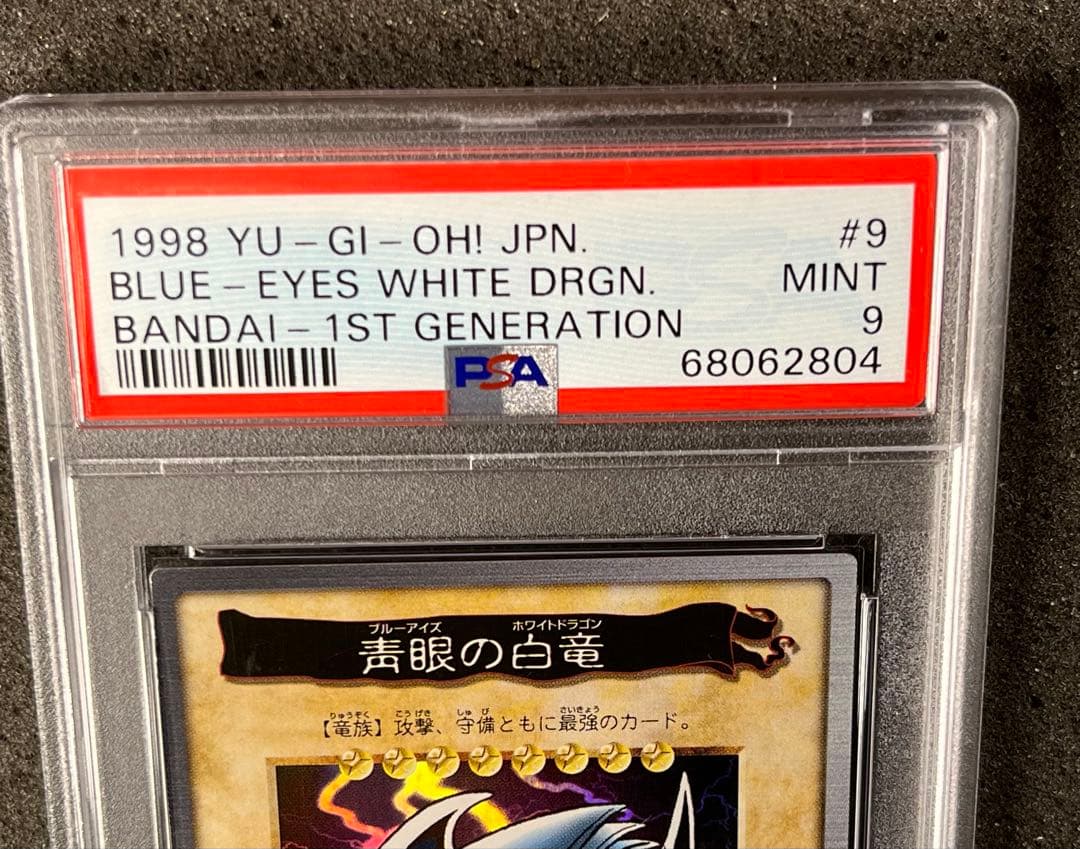 1998 YU-GI-OH! JPN. #9
BLUE-EYES WHITE DRGN. MINT
BANDAI-1ST GENERATION 9
PSA 68062804
ブルーアイズ ホワイトドラゴン
青眼の白竜
りゅうぞく こうげき しゅび さいきょう
【竜族】攻撃、守備ともに最強のカード。